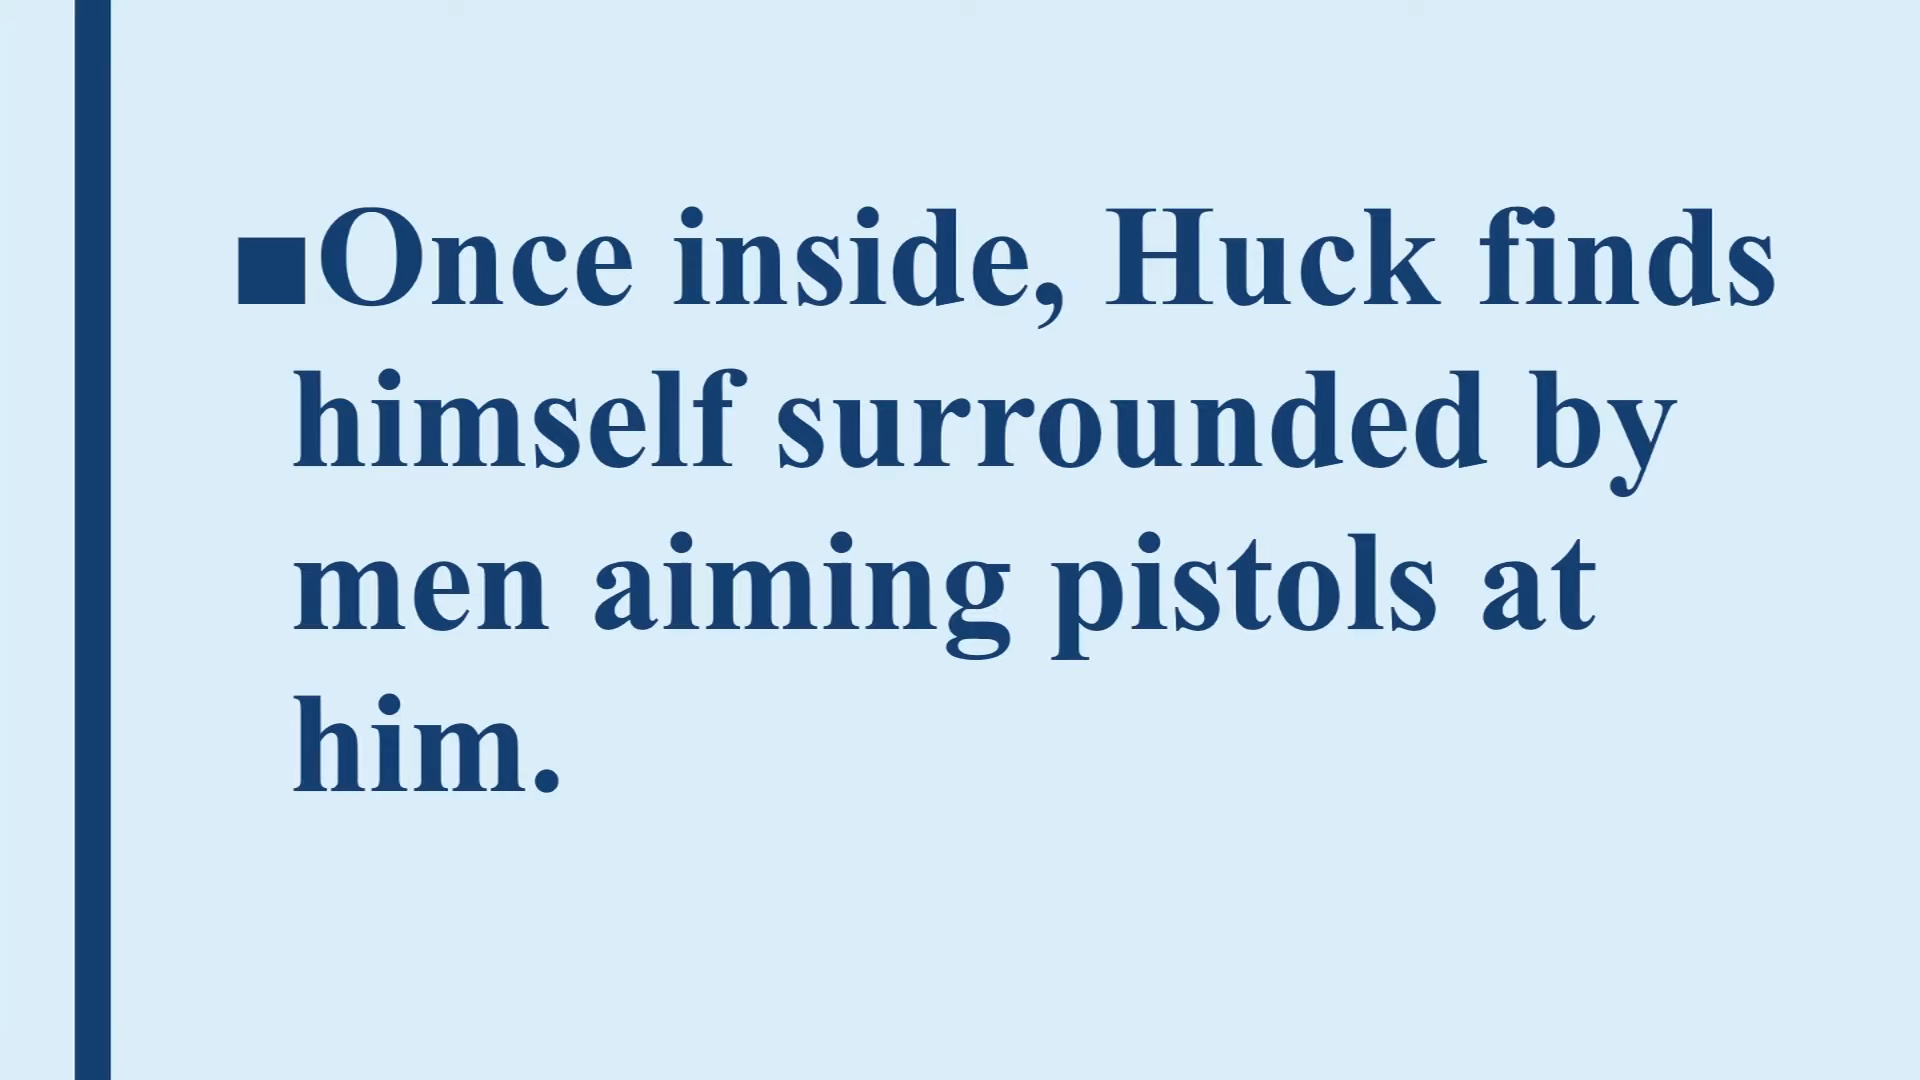 ■Once inside, Huck finds
himself surrounded by
men aiming pistols at
him.